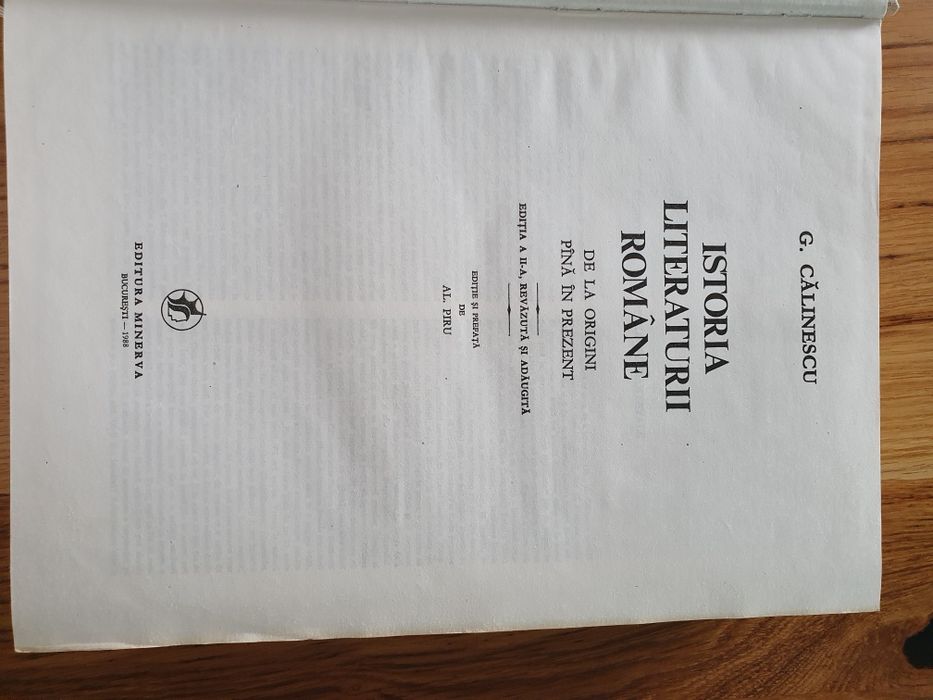 G. CĂLINESCU
ISTORIA
LITERATURII
ROMÂNE
DE LA ORIGINI
PÎNĂ ÎN PREZENT
EDIȚIA A II-A, REVĂZUTĂ ȘI ADĂUGITĂ
EDIȚIE ȘI PREFAȚĂ
DE
AL. PIRU
EDITURA MINERVA
BUCUREȘTI — 1988